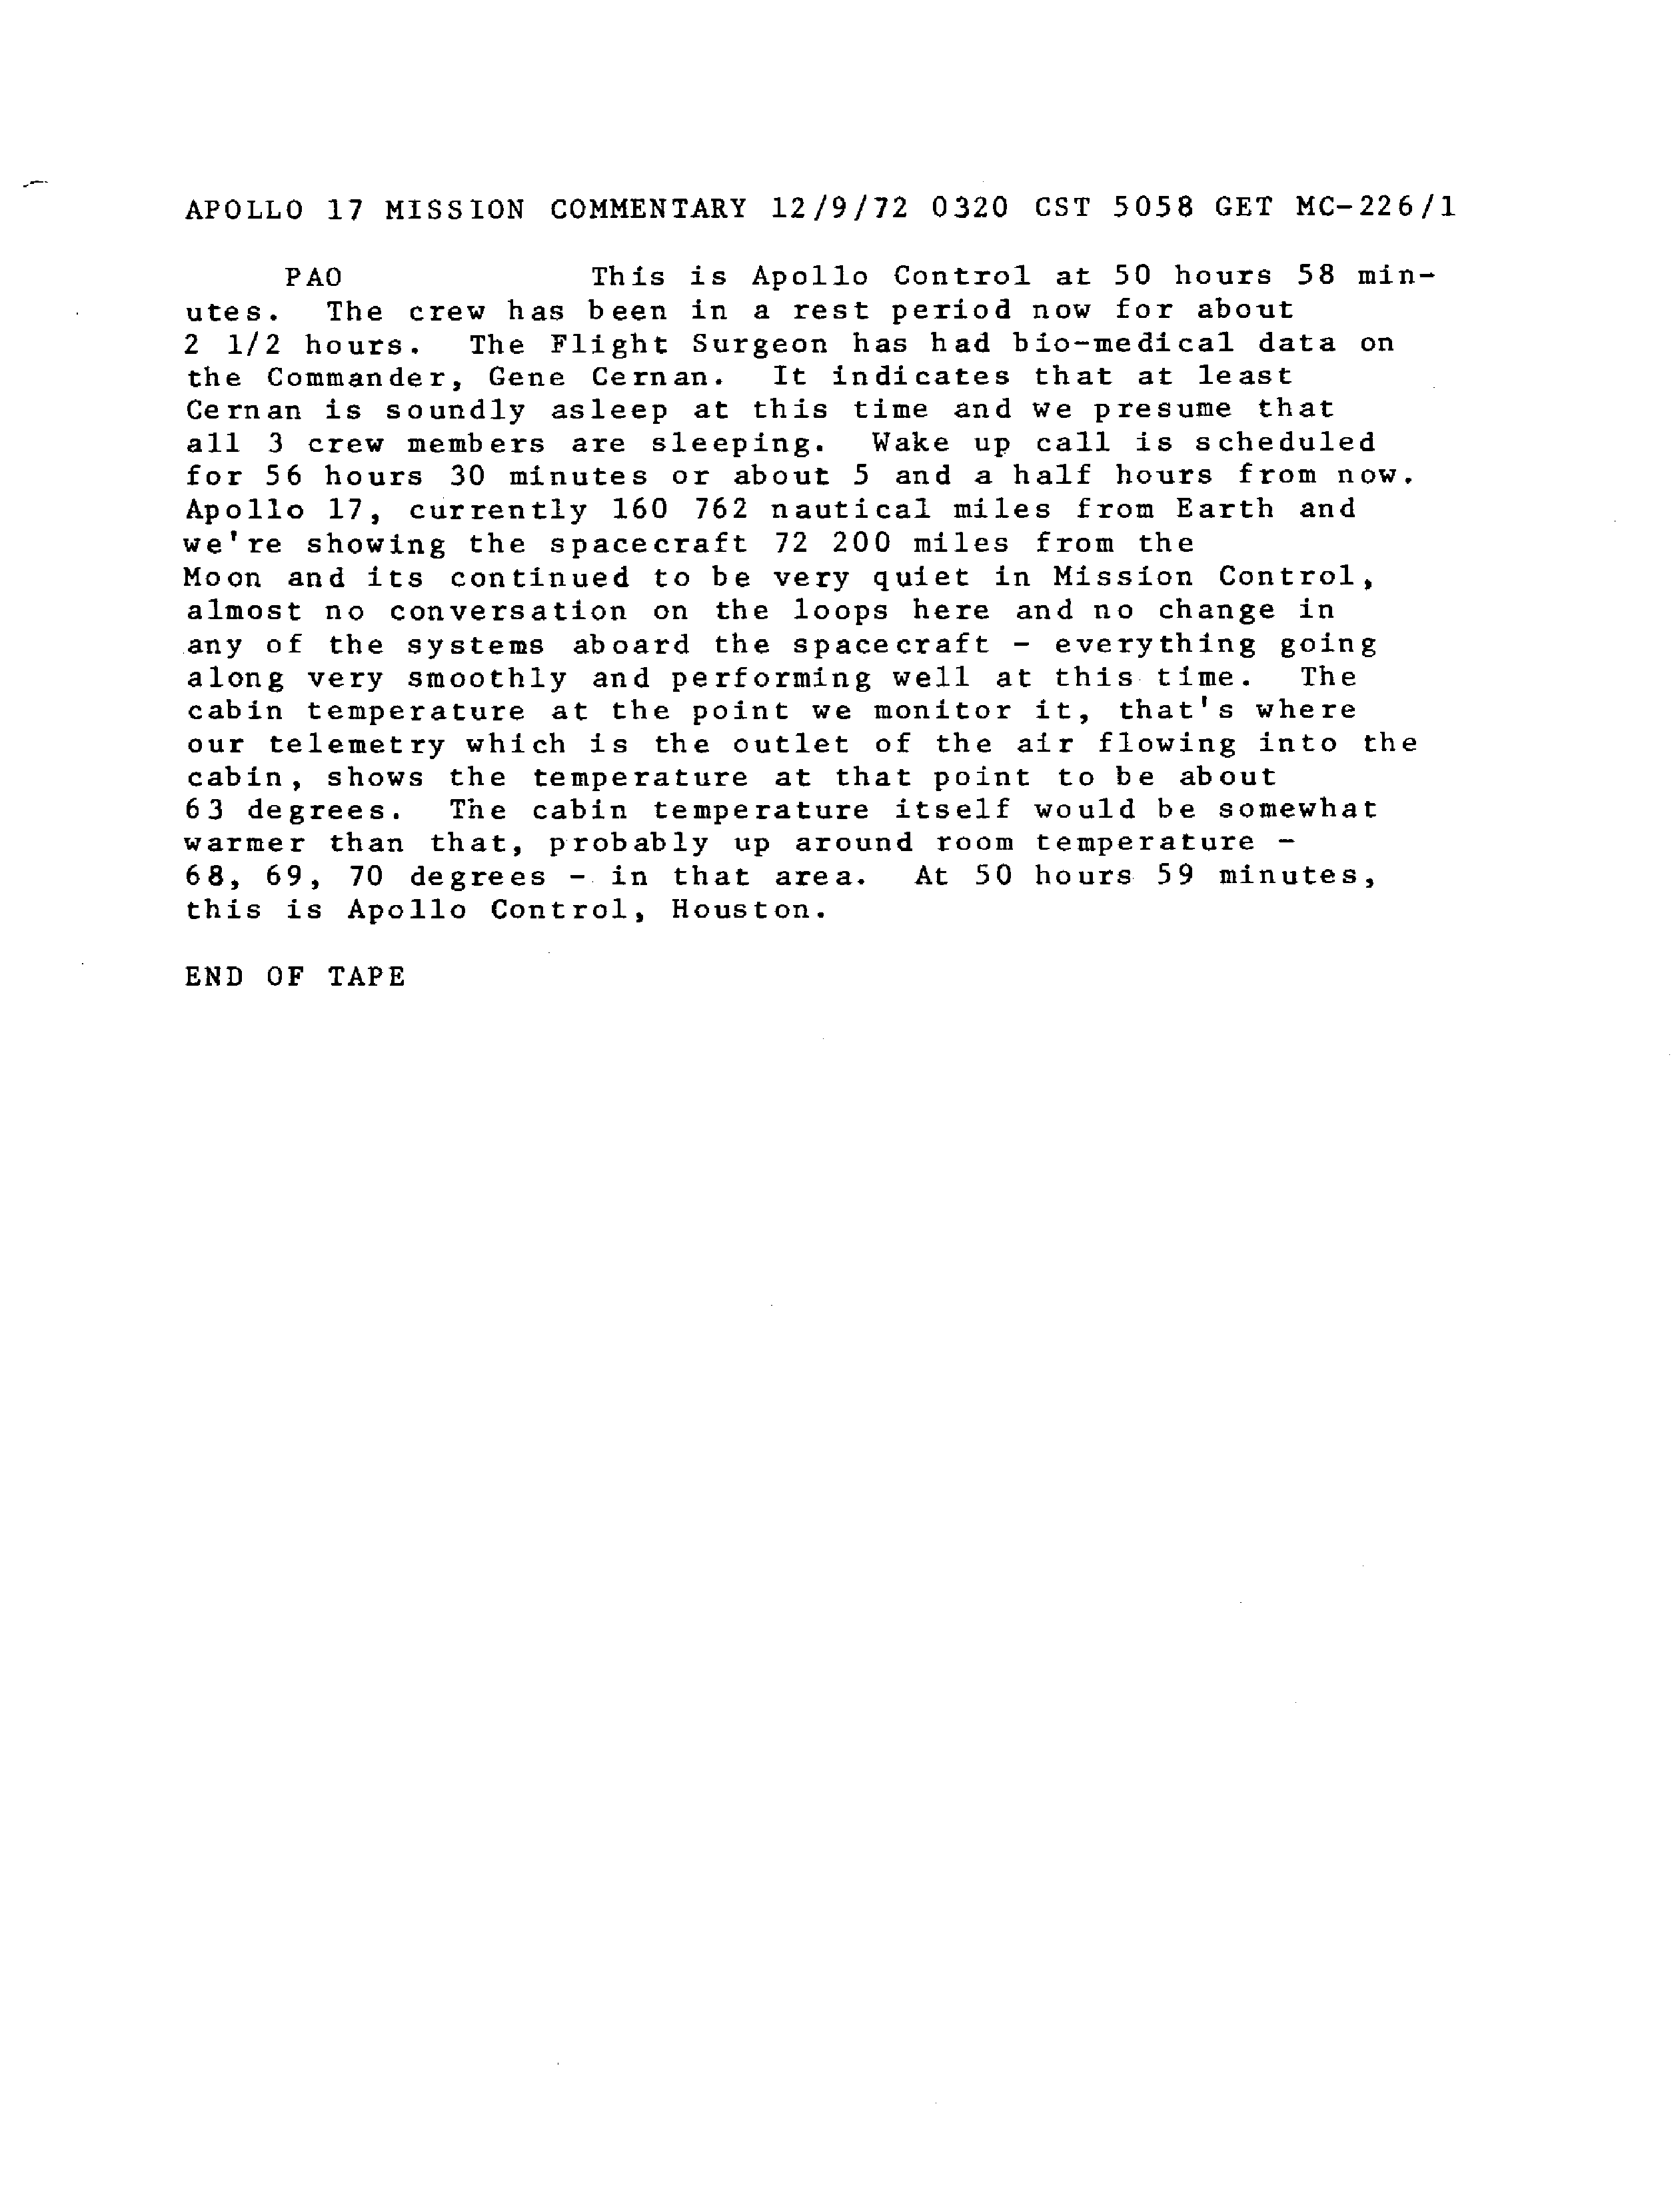 APOLLO 17 MISSION COMMENTARY 12/9/72 0320 CST 5058 GET MC-226/1
PAO This is Apollo Control at 50 hours 58 min-
utes. The crew has been in a rest period now for about
2 1/2 hours. The Flight Surgeon has had bio-medical data on
the Commander, Gene Cernan. It indicates that at least
Cernan is soundly asleep at this time and we presume that
all 3 crew members are sleeping. Wake up call is scheduled
for 56 hours 30 minutes or about 5 and a half hours from now.
Apollo 17, currently 160 762 nautical miles from Earth and
we're showing the spacecraft 72 200 miles from the
Moon and its continued to be very quiet in Mission Control,
almost no conversation on the loops here and no change in
any of the systems aboard the spacecraft - everything going
along very smoothly and performing well at this time. The
cabin temperature at the point we monitor it, that's where
our telemetry which is the outlet of the air flowing into the
cabin, shows the temperature at that point to be about
63 degrees. The cabin temperature itself would be somewhat
warmer than that, probably up around room temperature -
68, 69, 70 degrees - in that area. At 50 hours 59 minutes,
this is Apollo Control, Houston.
END OF TAPE